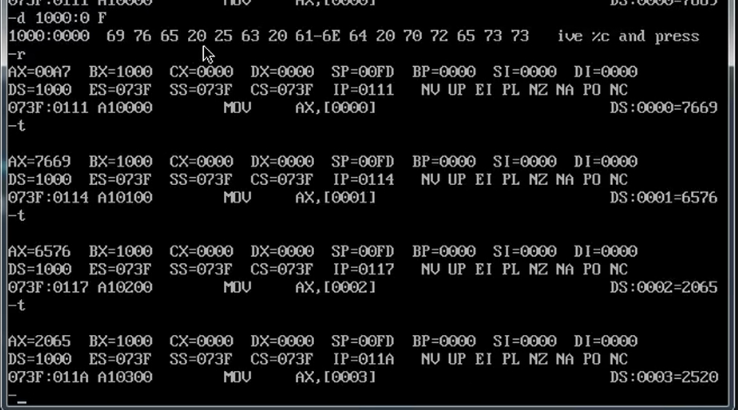 073F:0111 A10000 MOV AX,[0000] DS:0000=7669
-d 1000:0 F
1000:0000 69 76 65 20 25 63 20 61-6E 64 20 70 72 65 73 73 ive %c and press
-r
AX=00A7 BX=1000 CX=0000 DX=0000 SP=00FD BP=0000 SI=0000 DI=0000
DS=1000 ES=073F SS=073F CS=073F IP=0111 NV UP EI PL NZ NA PO NC
073F:0111 A10000 MOV AX,[0000] DS:0000=7669
-t
AX=7669 BX=1000 CX=0000 DX=0000 SP=00FD BP=0000 SI=0000 DI=0000
DS=1000 ES=073F SS=073F CS=073F IP=0114 NV UP EI PL NZ NA PO NC
073F:0114 A10100 MOV AX,[0001] DS:0001=6576
-t
AX=6576 BX=1000 CX=0000 DX=0000 SP=00FD BP=0000 SI=0000 DI=0000
DS=1000 ES=073F SS=073F CS=073F IP=0117 NV UP EI PL NZ NA PO NC
073F:0117 A10200 MOV AX,[0002] DS:0002=2065
-t
AX=2065 BX=1000 CX=0000 DX=0000 SP=00FD BP=0000 SI=0000 DI=0000
DS=1000 ES=073F SS=073F CS=073F IP=011A NV UP EI PL NZ NA PO NC
073F:011A A10300 MOV AX,[0003] DS:0003=2520
-_